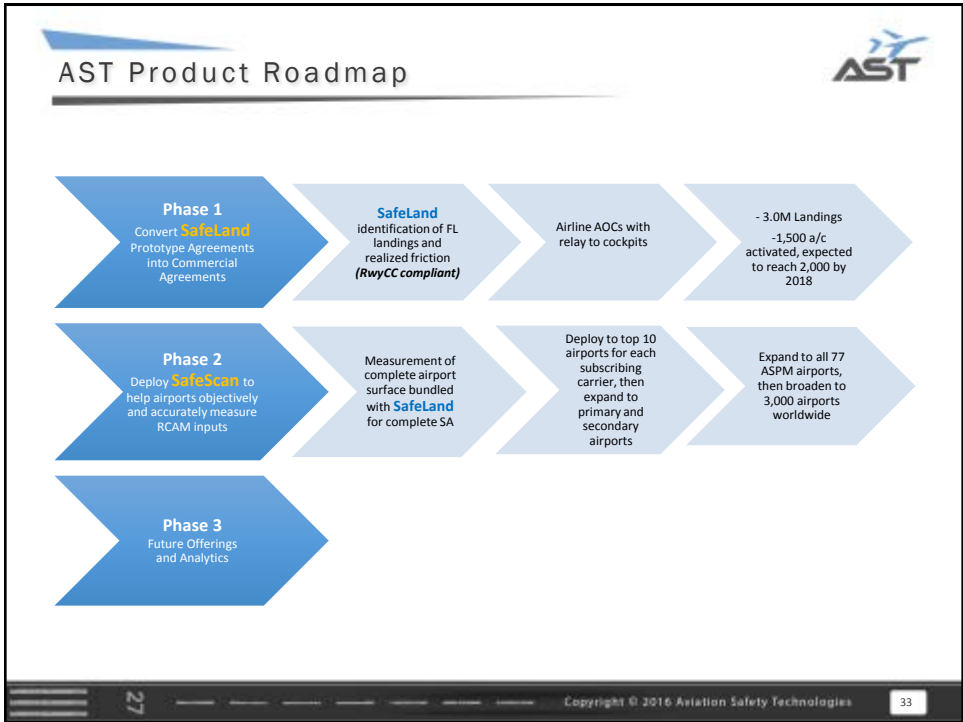 AST Product Roadmap
AST
Phase 1
Convert SafeLand
Prototype Agreements
into Commercial
Agreements
SafeLand
identification of FL
landings and
realized friction
(RwyCC compliant)
Airline AOCs with
relay to cockpits
- 3.0M Landings
-1,500 a/c
activated, expected
to reach 2,000 by
2018
Phase 2
Deploy SafeScan to
help airports objectively
and accurately measure
RCAM inputs
Measurement of
complete airport
surface bundled
with SafeLand
for complete SA
Deploy to top 10
airports for each
subscribing
carrier, then
expand to
primary and
secondary
airports
Expand to all 77
ASPM airports,
then broaden to
3,000 airports
worldwide
Phase 3
Future Offerings
and Analytics
27
Copyright © 2016 Aviation Safety Technologies
33